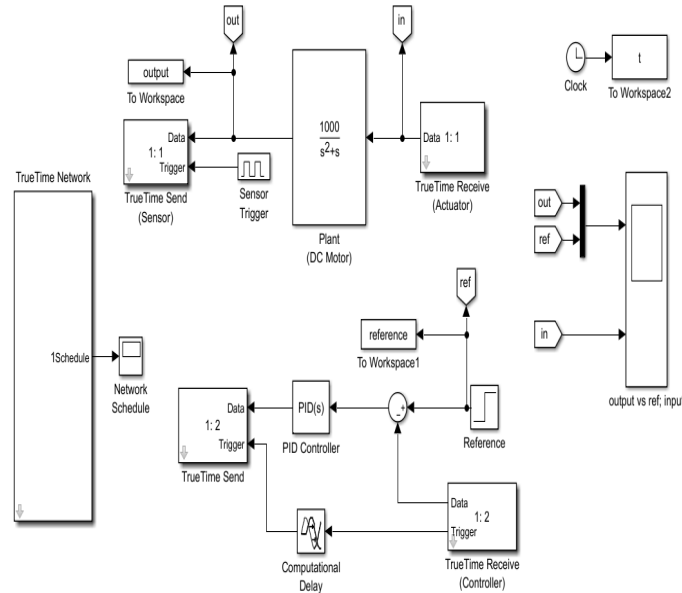 out
in
output
To Workspace
Data
1: 1
Trigger
TrueTime Send
(Sensor)
Sensor
Trigger
1000
s²+s
Plant
(DC Motor)
Data 1: 1
TrueTime Receive
(Actuator)
Clock
t
To Workspace2
TrueTime Network
1Schedule
Network
Schedule
out
ref
in
output vs ref; input
ref
reference
To Workspace1
Data
1: 2
Trigger
TrueTime Send
PID(s)
PID Controller
+
−
Reference
Data
1: 2
Trigger
TrueTime Receive
(Controller)
Computational
Delay